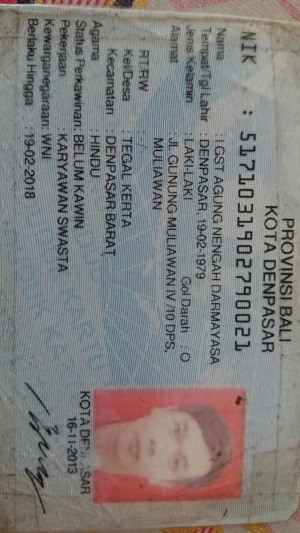 PROVINSI BALI
KOTA DENPASAR
NIK : 5171031902790021
Nama : I GST AGUNG NENGAH DARMAYASA
Tempat/Tgl Lahir : DENPASAR, 19-02-1979
Jenis Kelamin : LAKI-LAKI Gol Darah : O
Alamat : JL GUNUNG MULIAWAN IV /10 DPS,
MULIAWAN
RT/RW : - / -
Kel/Desa : TEGAL KERTA
Kecamatan : DENPASAR BARAT
Agama : HINDU
Status Perkawinan: BELUM KAWIN
Pekerjaan : KARYAWAN SWASTA
Kewarganegaraan: WNI
Berlaku Hingga : 19-02-2018
KOTA
16-11-2013